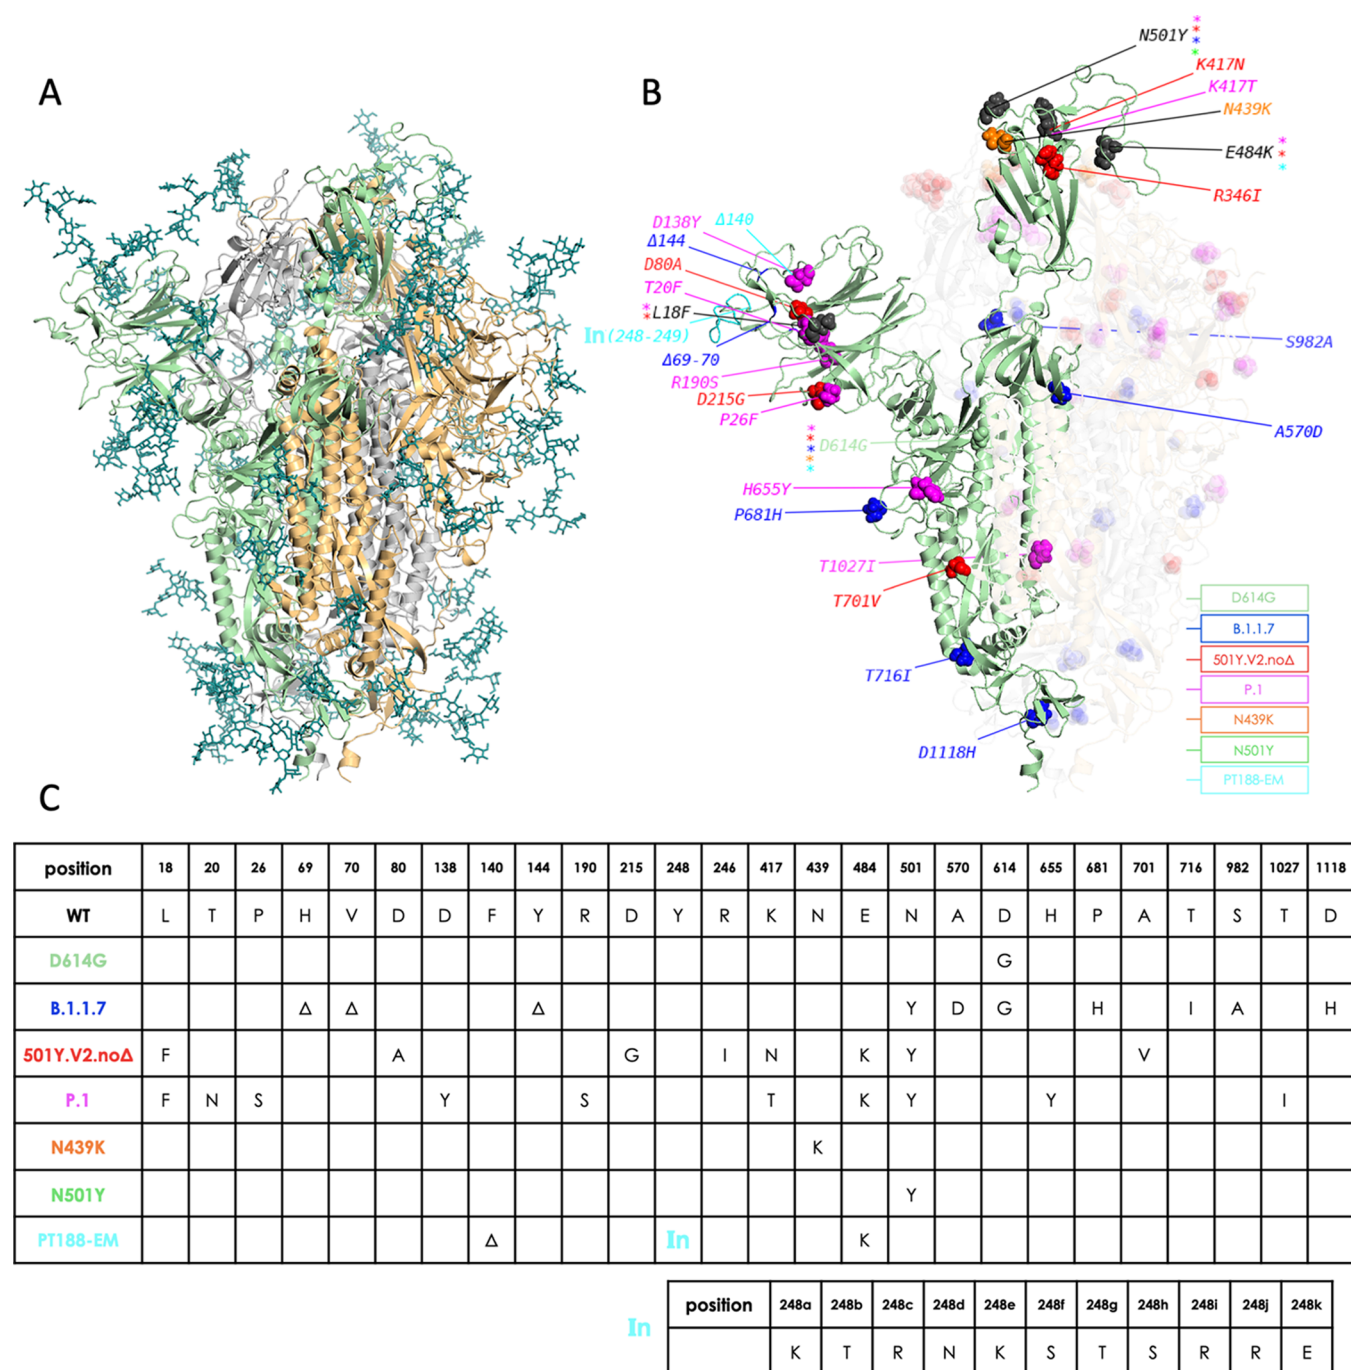 A
B
N501Y
*
*
*
*
K417N
K417T
N439K
E484K
*
*
*
R346I
D138Y
Δ140
Δ144
D80A
T20F
*
*
L18F
In(248-249)
Δ69-70
R190S
D215G
P26F
*
*
*
*
*
D614G
S982A
A570D
H655Y
P681H
T1027I
T701V
T716I
D1118H
D614G
B.1.1.7
501Y.V2.noΔ
P.1
N439K
N501Y
PT188-EM
C
position 18 20 26 69 70 80 138 140 144 190 215 248 246 417 439 484 501 570 614 655 681 701 716 982 1027 1118
WT L T P H V D D F Y R D Y R K N E N A D H P A T S T D
D614G G
B.1.1.7 Δ Δ Δ Y D G H I A H
501Y.V2.noΔ F A G I N K Y V
P.1 F N S Y S T K Y Y I
N439K K
N501Y Y
PT188-EM Δ In K
In
position 248a 248b 248c 248d 248e 248f 248g 248h 248i 248j 248k
K T R N K S T S R R E